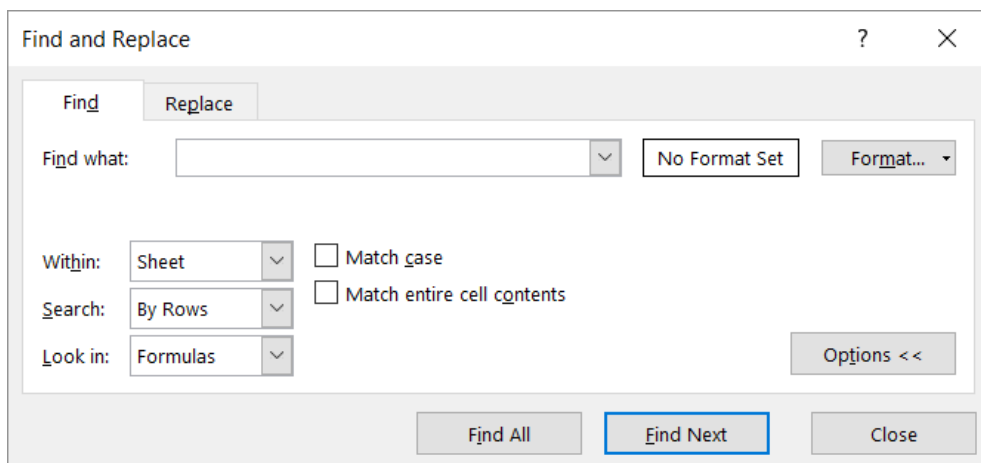 Find and Replace ? ×
Find Replace
Find what: No Format Set Format...
Within: Sheet Match case
Search: By Rows Match entire cell contents
Look in: Formulas Options <<
Find All Find Next Close